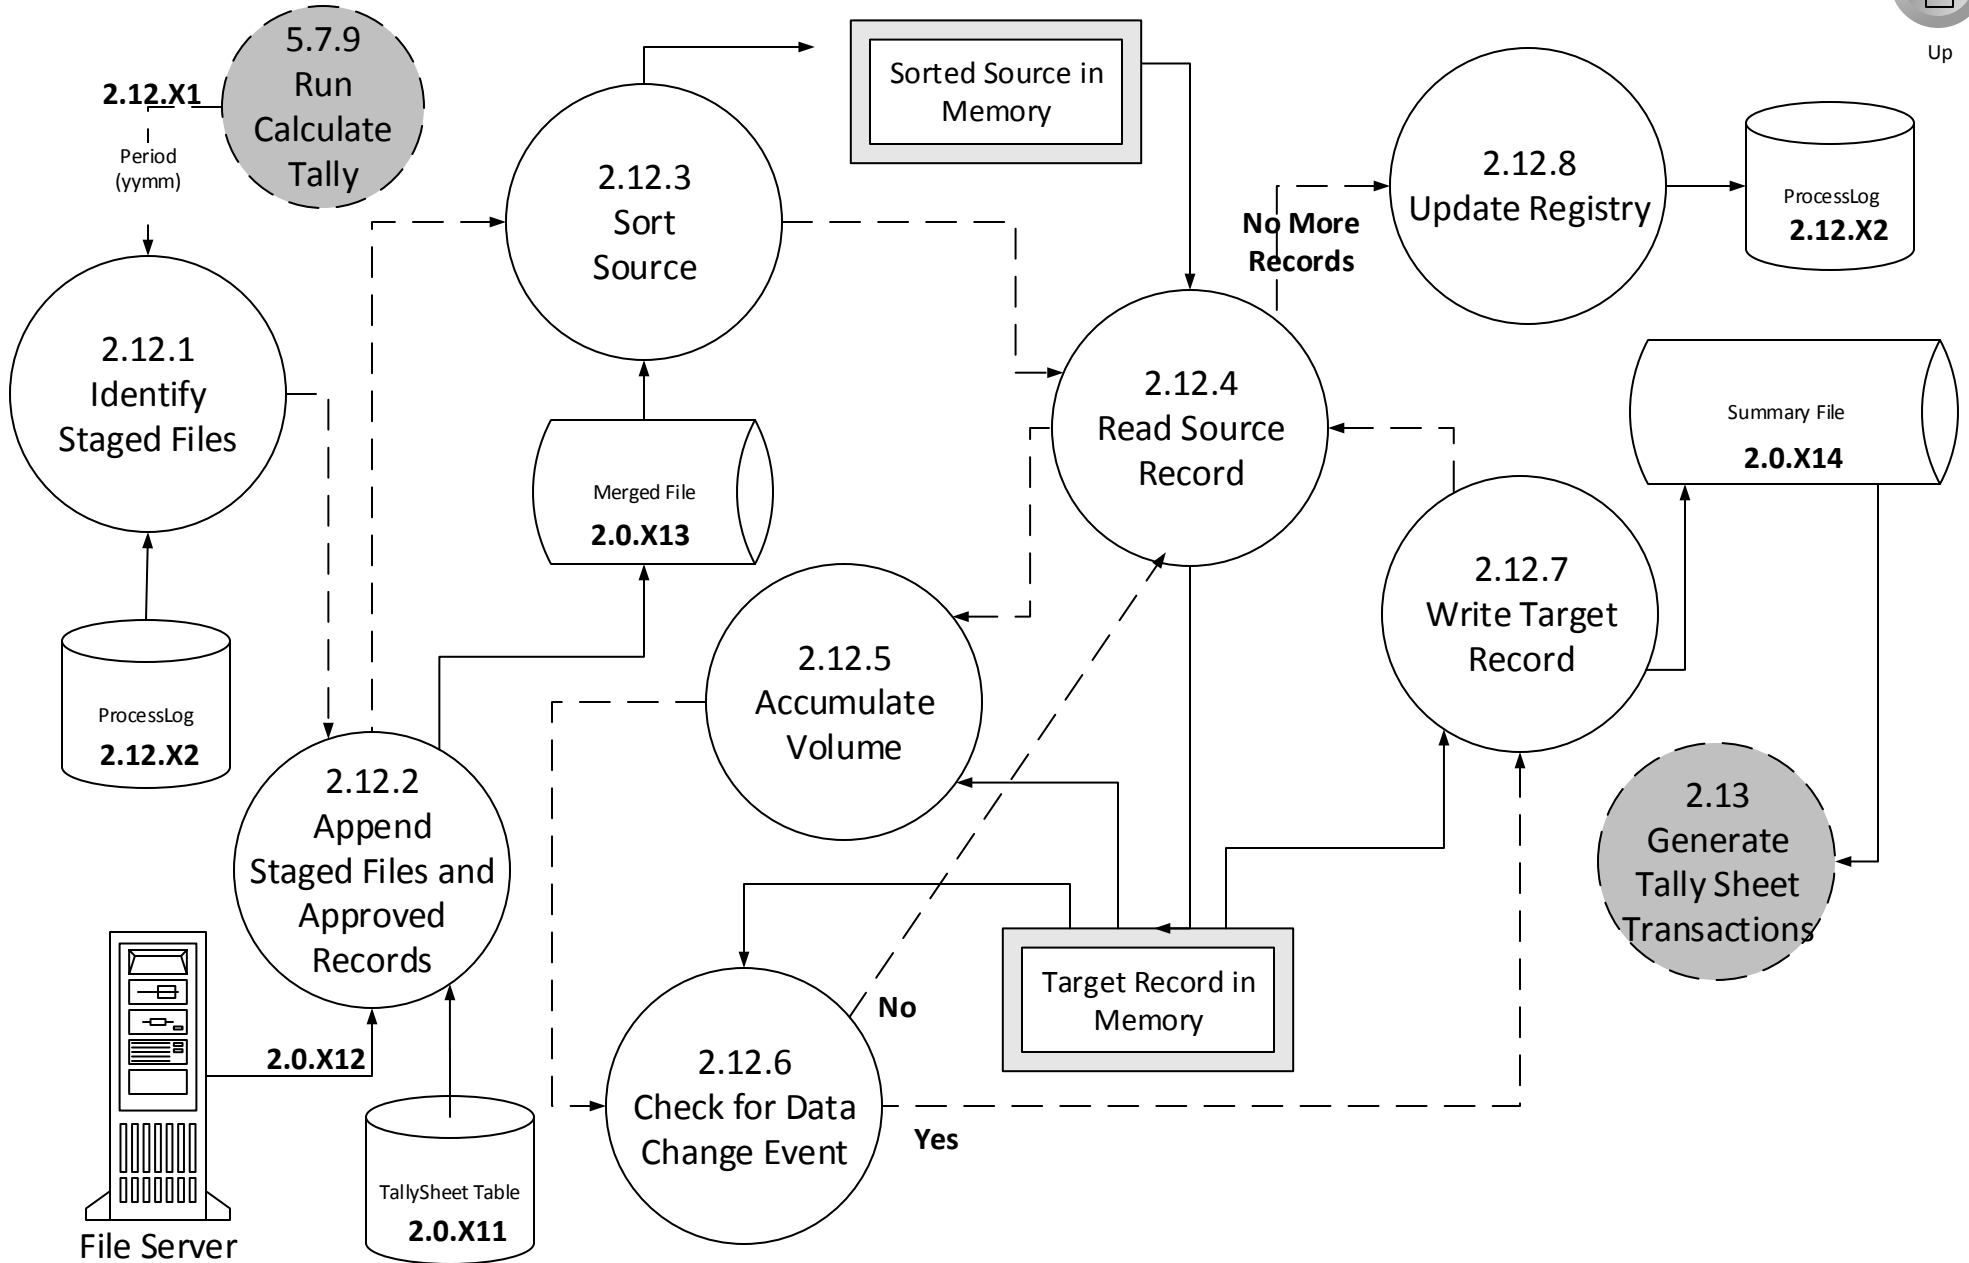 5.7.9
Run
Calculate
Tally
2.12.X1
Period
(yymm)
2.12.1
Identify
Staged Files
ProcessLog
2.12.X2
2.12.2
Append
Staged Files and
Approved
Records
File Server
2.0.X12
TallySheet Table
2.0.X11
2.12.3
Sort
Source
Merged File
2.0.X13
Sorted Source in
Memory
2.12.4
Read Source
Record
2.12.5
Accumulate
Volume
2.12.6
Check for Data
Change Event
No
Yes
Target Record in
Memory
No More
Records
2.12.8
Update Registry
ProcessLog
2.12.X2
Up
2.12.7
Write Target
Record
Summary File
2.0.X14
2.13
Generate
Tally Sheet
Transactions